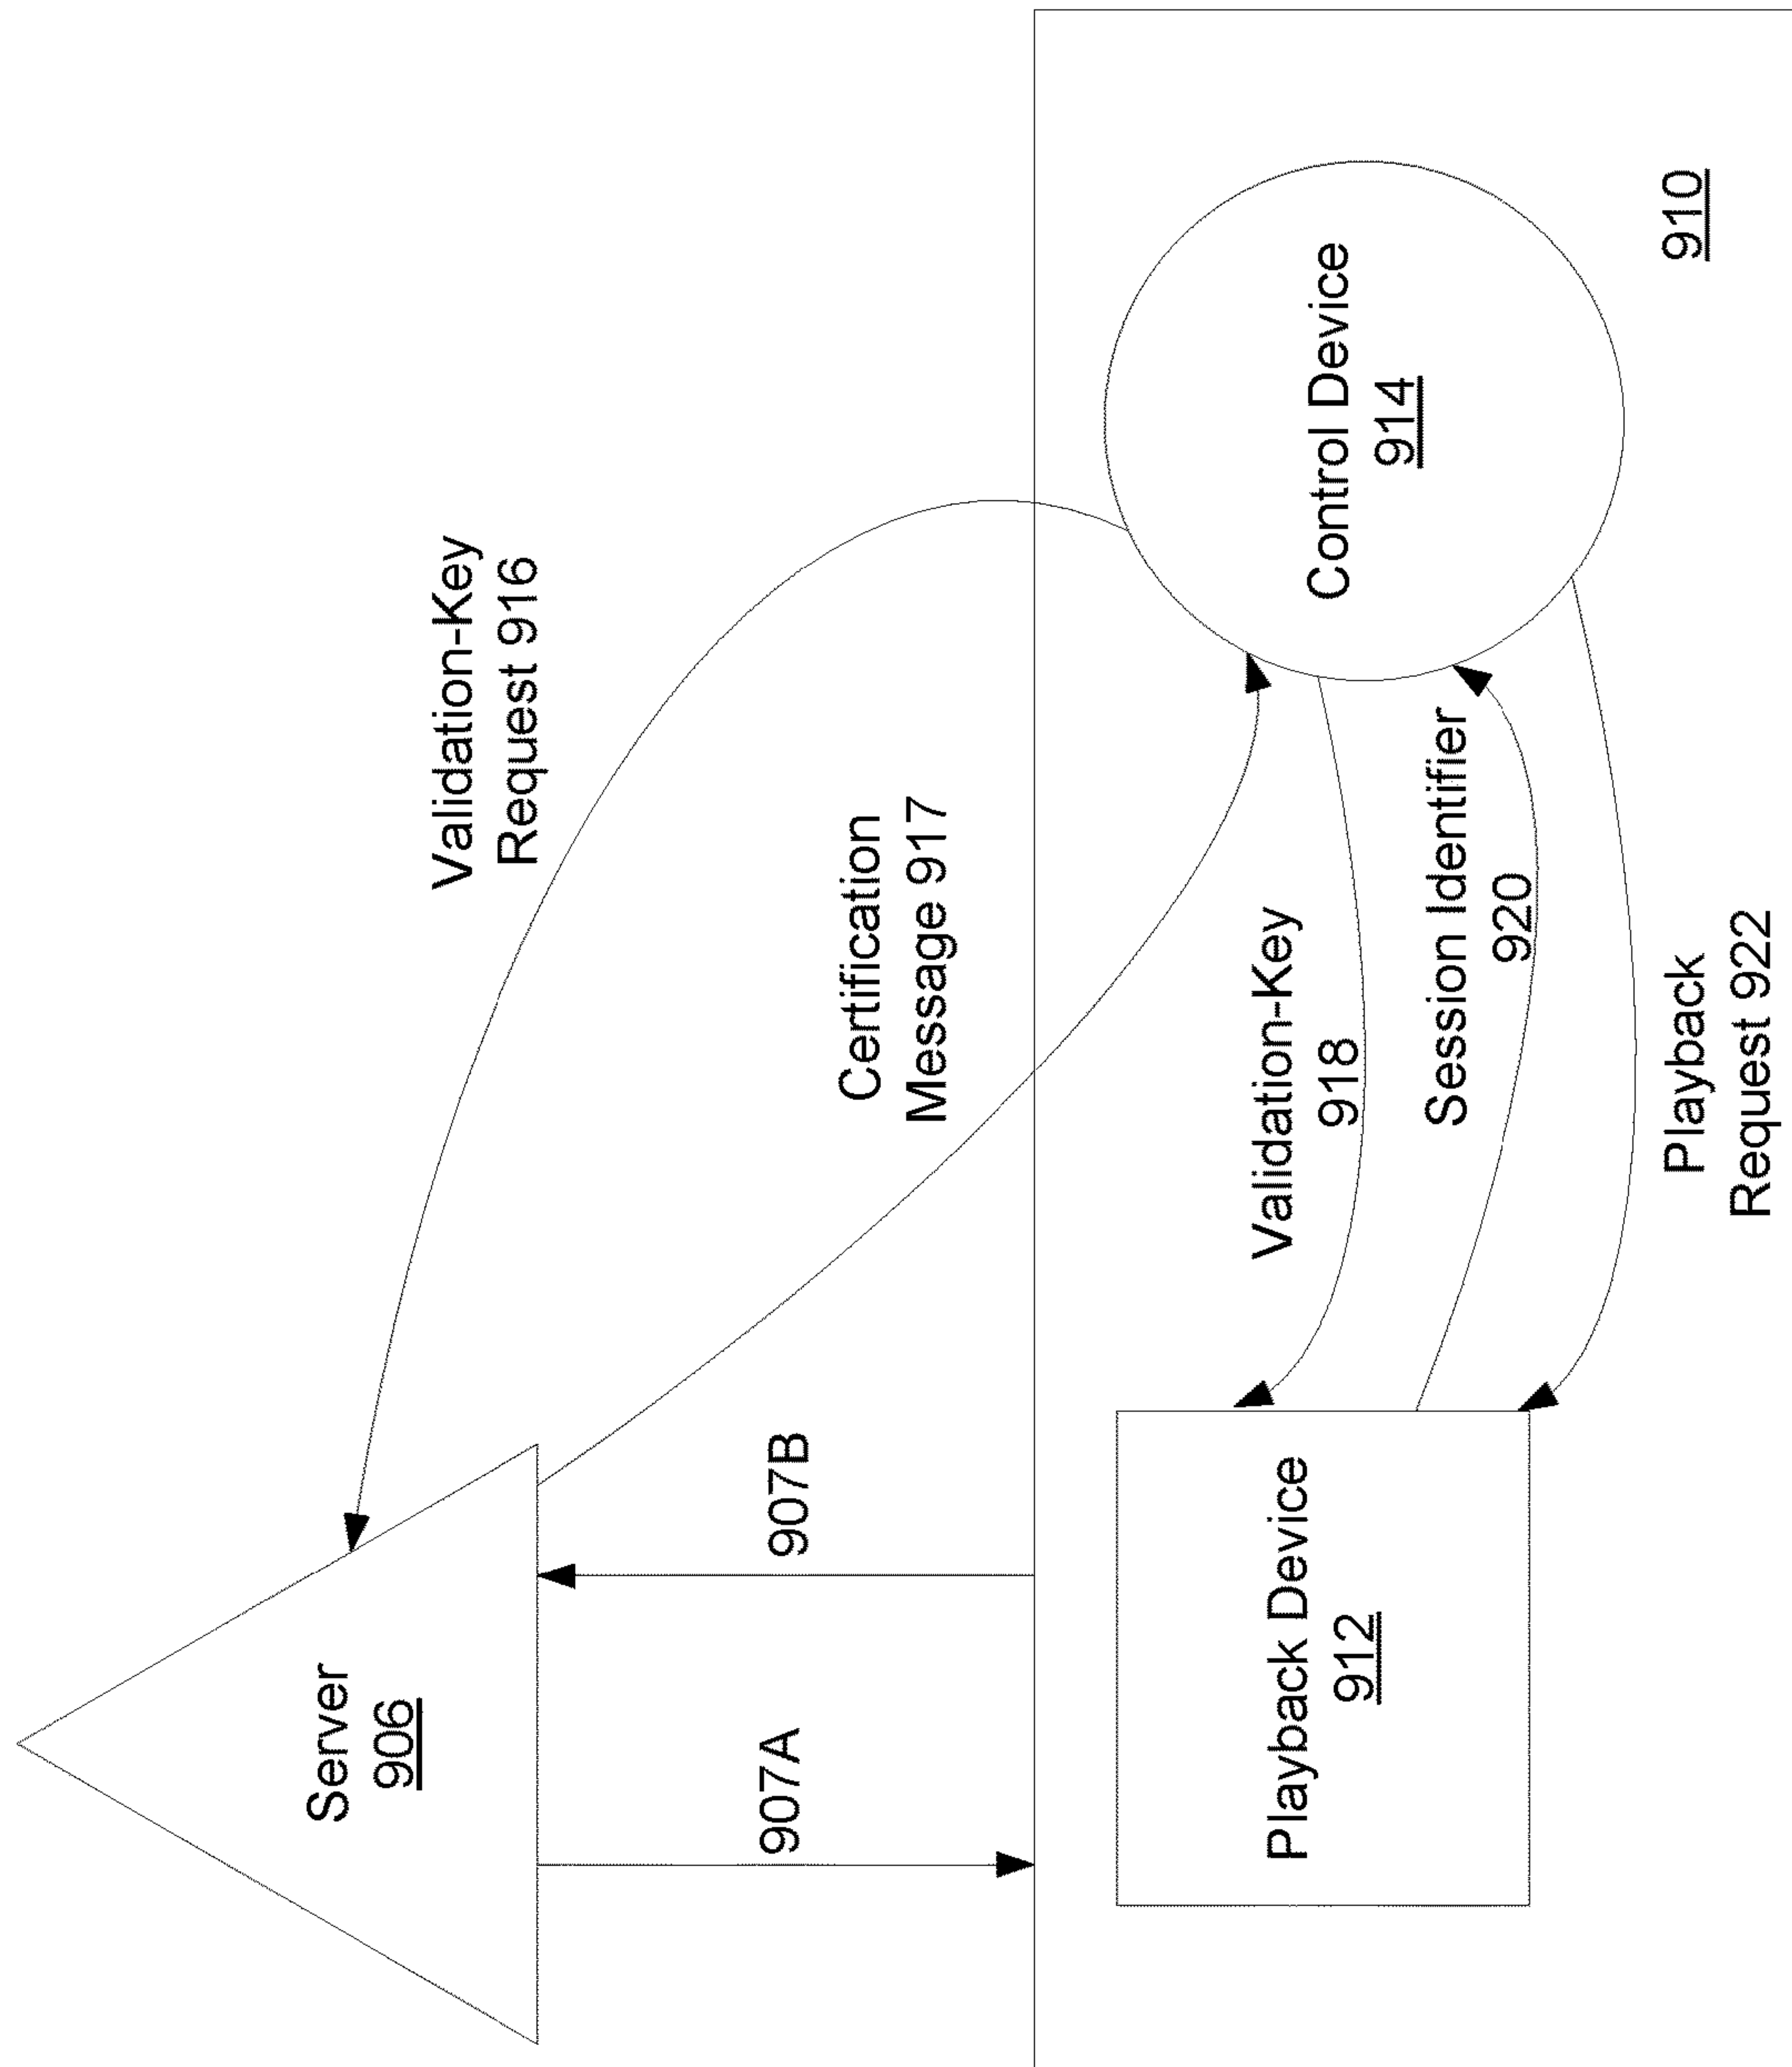 Server
906
907A
907B
Validation-Key
Request 916
Certification
Message 917
Playback Device
912
Validation-Key
918
Session Identifier
920
Playback
Request 922
Control Device
914
910